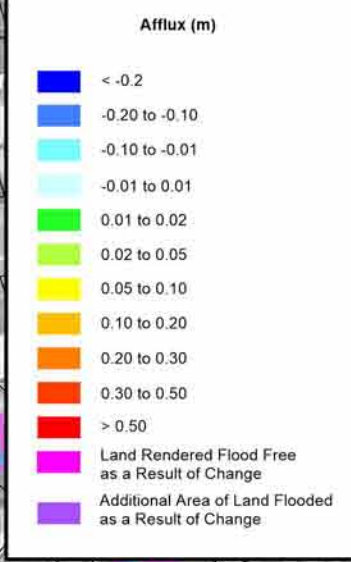 Afflux (m)
< -0.2
-0.20 to -0.10
-0.10 to -0.01
-0.01 to 0.01
0.01 to 0.02
0.02 to 0.05
0.05 to 0.10
0.10 to 0.20
0.20 to 0.30
0.30 to 0.50
> 0.50
Land Rendered Flood Free
as a Result of Change
Additional Area of Land Flooded
as a Result of Change